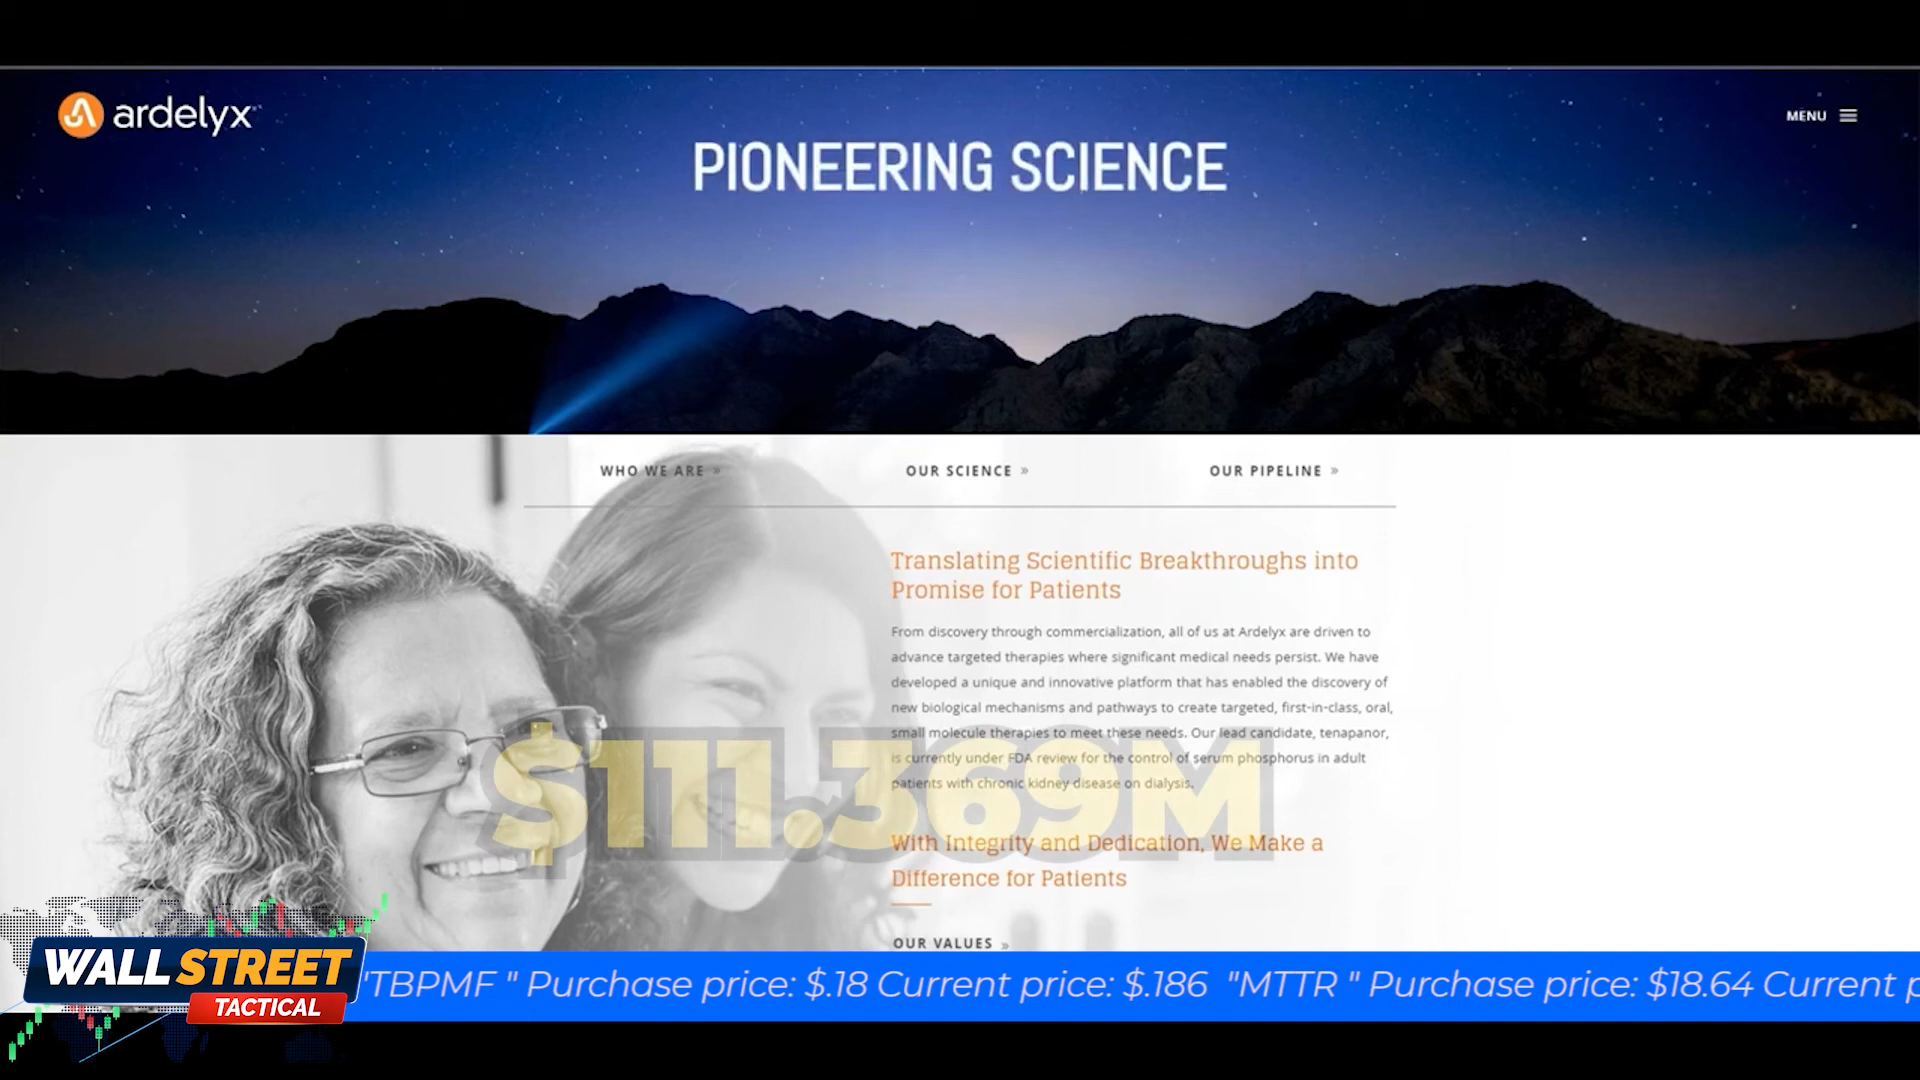 ardelyx
MENU
PIONEERING SCIENCE
WHO WE ARE »
OUR SCIENCE »
OUR PIPELINE »
Translating Scientific Breakthroughs into
Promise for Patients
From discovery through commercialization, all of us at Ardelyx are driven to
advance targeted therapies where significant medical needs persist. We have
developed a unique and innovative platform that has enabled the discovery of
new biological mechanisms and pathways to create targeted, first-in-class, oral,
small molecule therapies to meet these needs. Our lead candidate, tenapanor,
is currently under FDA review for the control of serum phosphorus in adult
patients with chronic kidney disease on dialysis.
$111.369M
With Integrity and Dedication, We Make a
Difference for Patients
OUR VALUES »
WALL STREET
TACTICAL
"TBPMF " Purchase price: $.18 Current price: $.186 "MTTR " Purchase price: $18.64 Current p